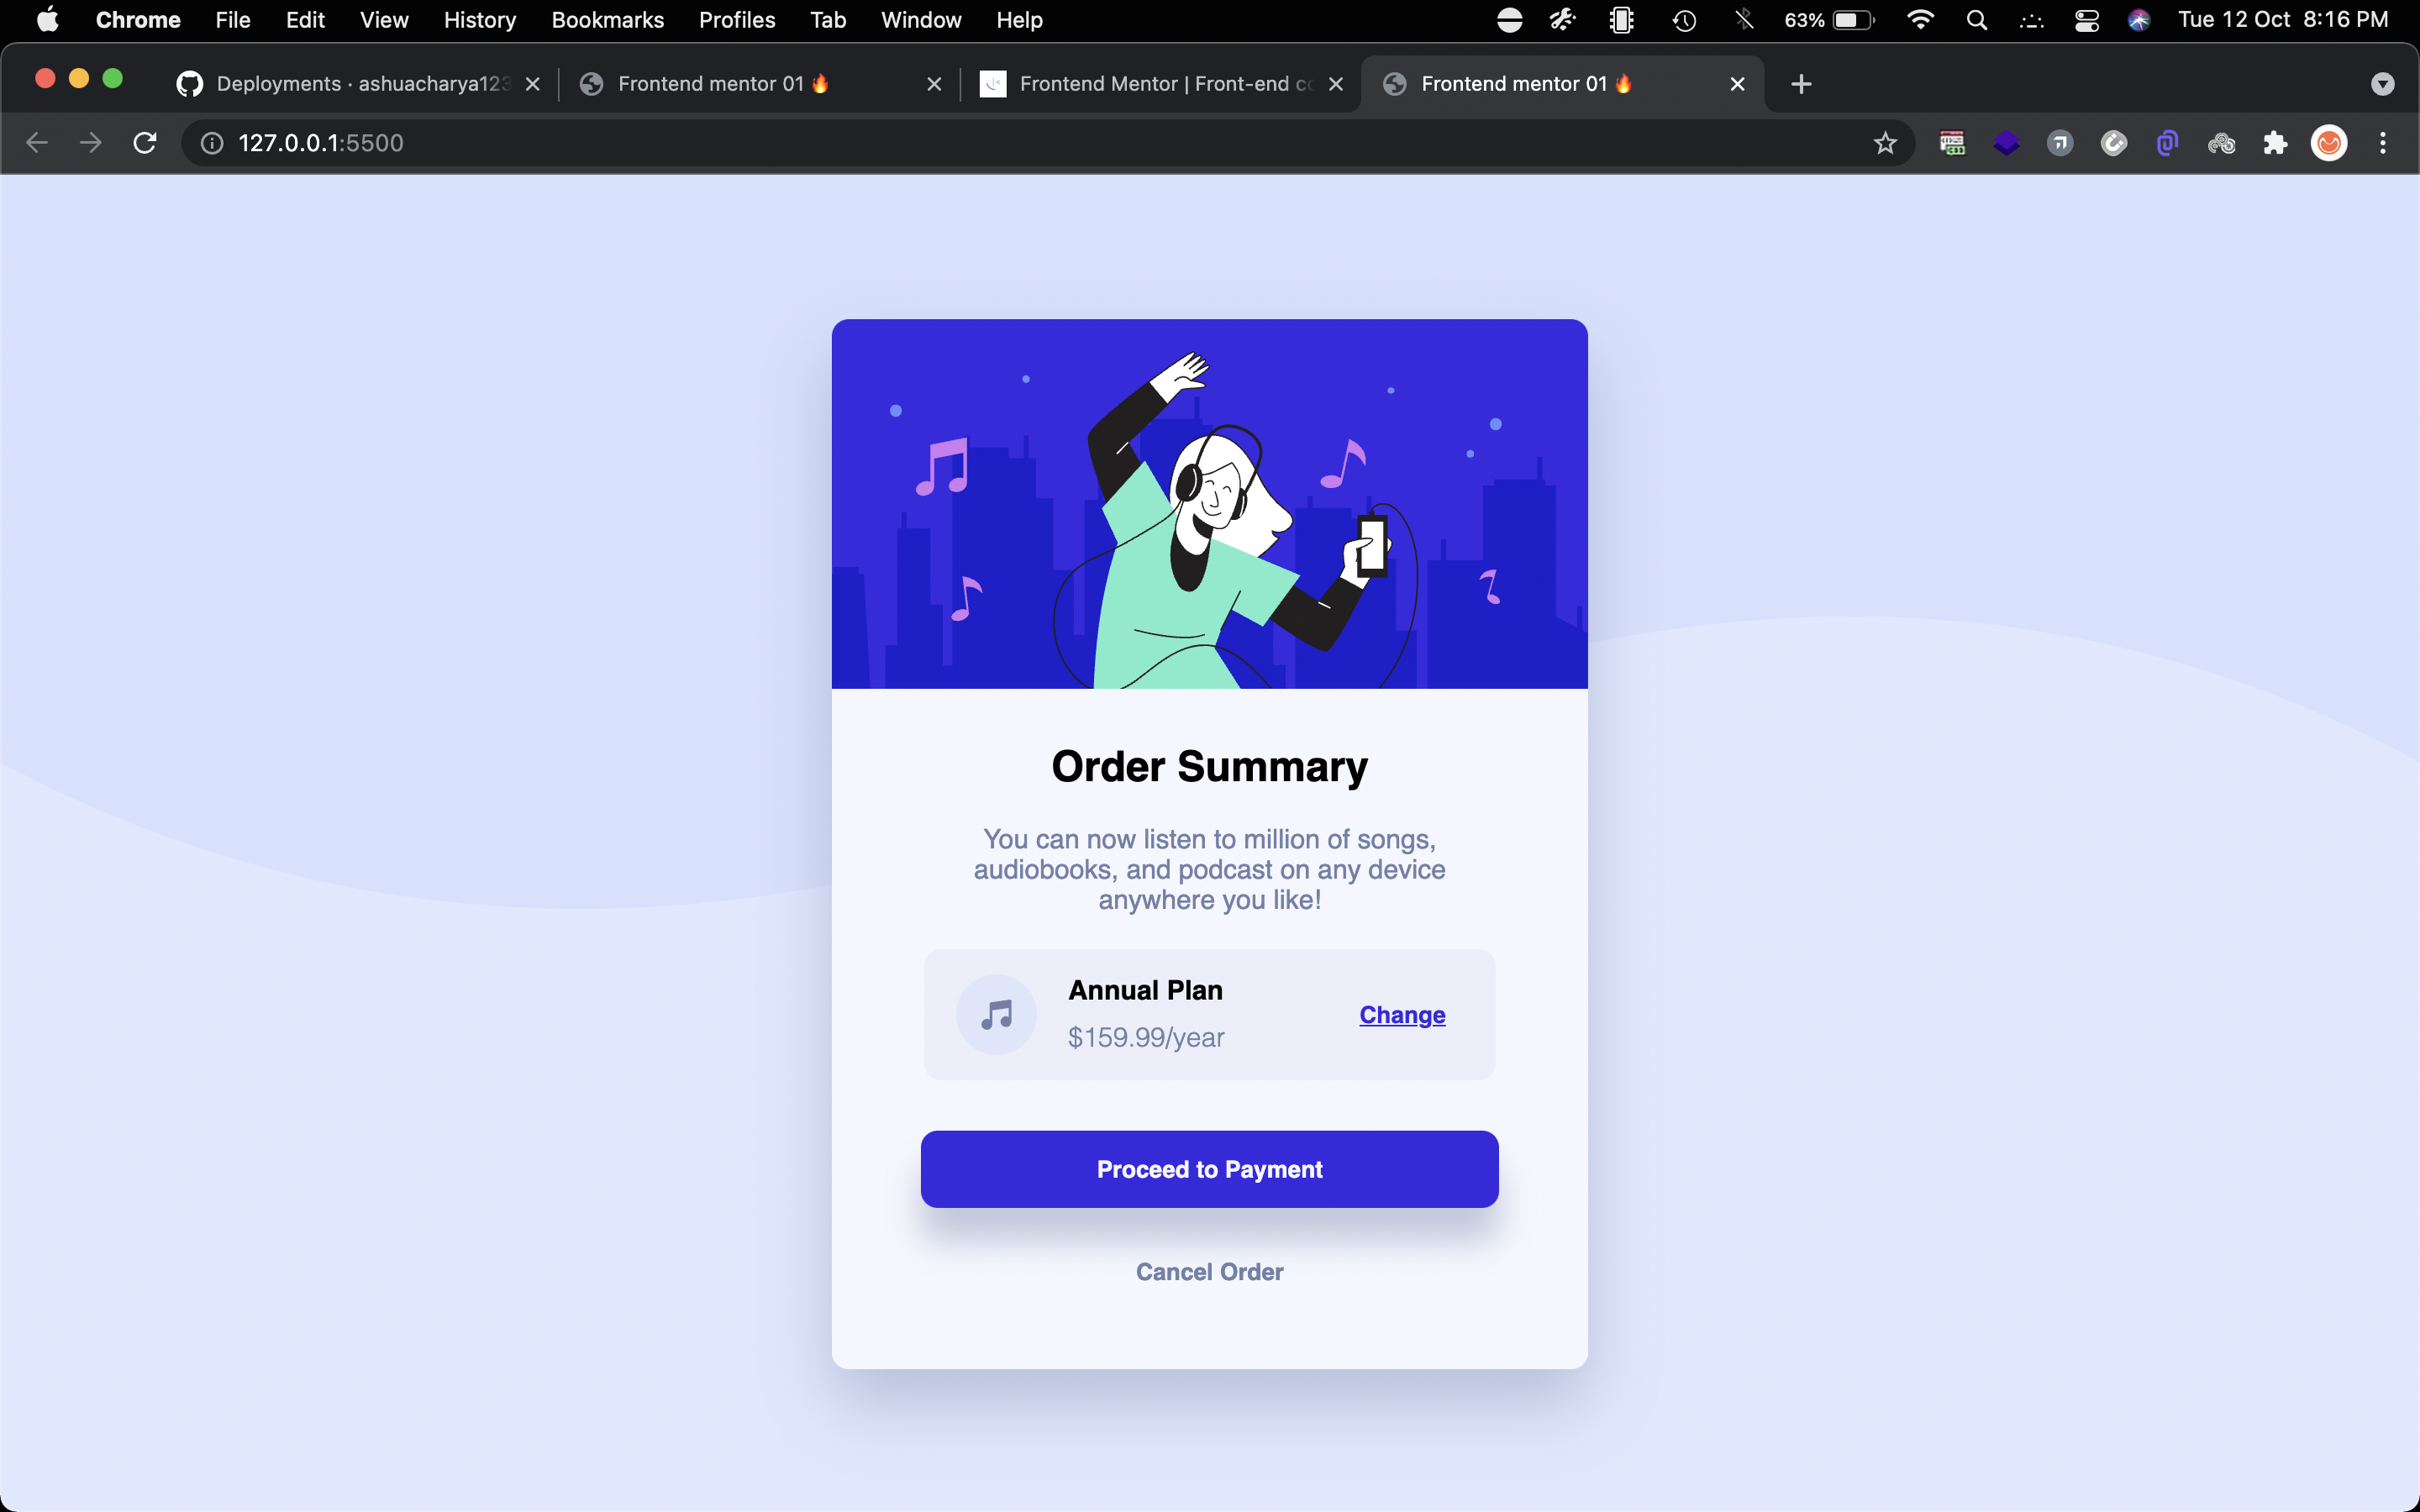 Chrome File Edit View History Bookmarks Profiles Tab Window Help 63% Tue 12 Oct 8:16 PM
Deployments · ashuacharya123 Frontend mentor 01🔥 Frontend Mentor | Front-end co Frontend mentor 01🔥
127.0.0.1:5500
Order Summary
You can now listen to million of songs,
audiobooks, and podcast on any device
anywhere you like!
Annual Plan
$159.99/year
Change
Proceed to Payment
Cancel Order